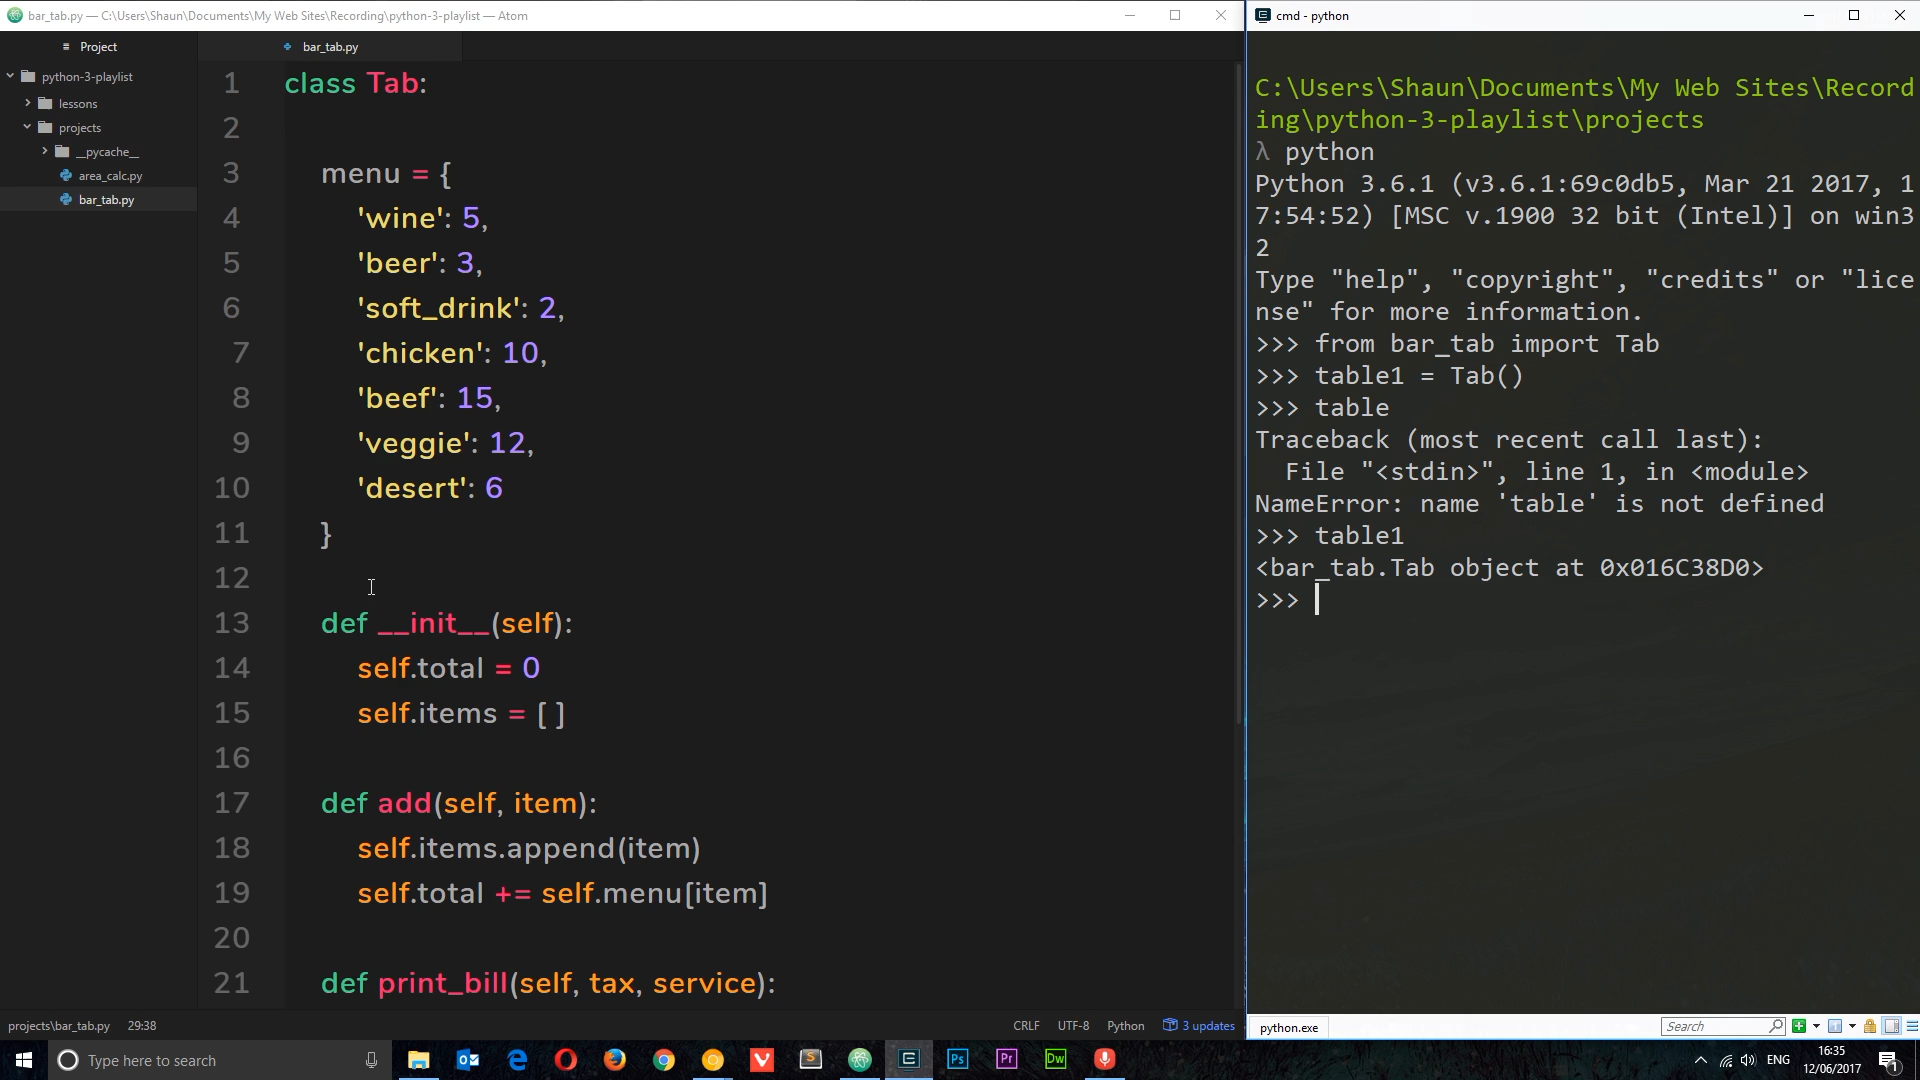 bar_tab.py — C:\Users\Shaun\Documents\My Web Sites\Recording\python-3-playlist — Atom
Project
python-3-playlist
lessons
projects
__pycache__
area_calc.py
bar_tab.py
bar_tab.py
1 class Tab:
2
3 menu = {
4 'wine': 5,
5 'beer': 3,
6 'soft_drink': 2,
7 'chicken': 10,
8 'beef': 15,
9 'veggie': 12,
10 'desert': 6
11 }
12
13 def __init__(self):
14 self.total = 0
15 self.items = []
16
17 def add(self, item):
18 self.items.append(item)
19 self.total += self.menu[item]
20
21 def print_bill(self, tax, service):
projects\bar_tab.py 29:38
CRLF UTF-8 Python 3 updates
cmd - python
C:\Users\Shaun\Documents\My Web Sites\Record
ing\python-3-playlist\projects
λ python
Python 3.6.1 (v3.6.1:69c0db5, Mar 21 2017, 1
7:54:52) [MSC v.1900 32 bit (Intel)] on win3
2
Type "help", "copyright", "credits" or "lice
nse" for more information.
>>> from bar_tab import Tab
>>> table1 = Tab()
>>> table
Traceback (most recent call last):
File "<stdin>", line 1, in <module>
NameError: name 'table' is not defined
>>> table1
<bar_tab.Tab object at 0x016C38D0>
>>>
python.exe
Search
Type here to search
Ps Pr Dw
ENG
16:35
12/06/2017
1